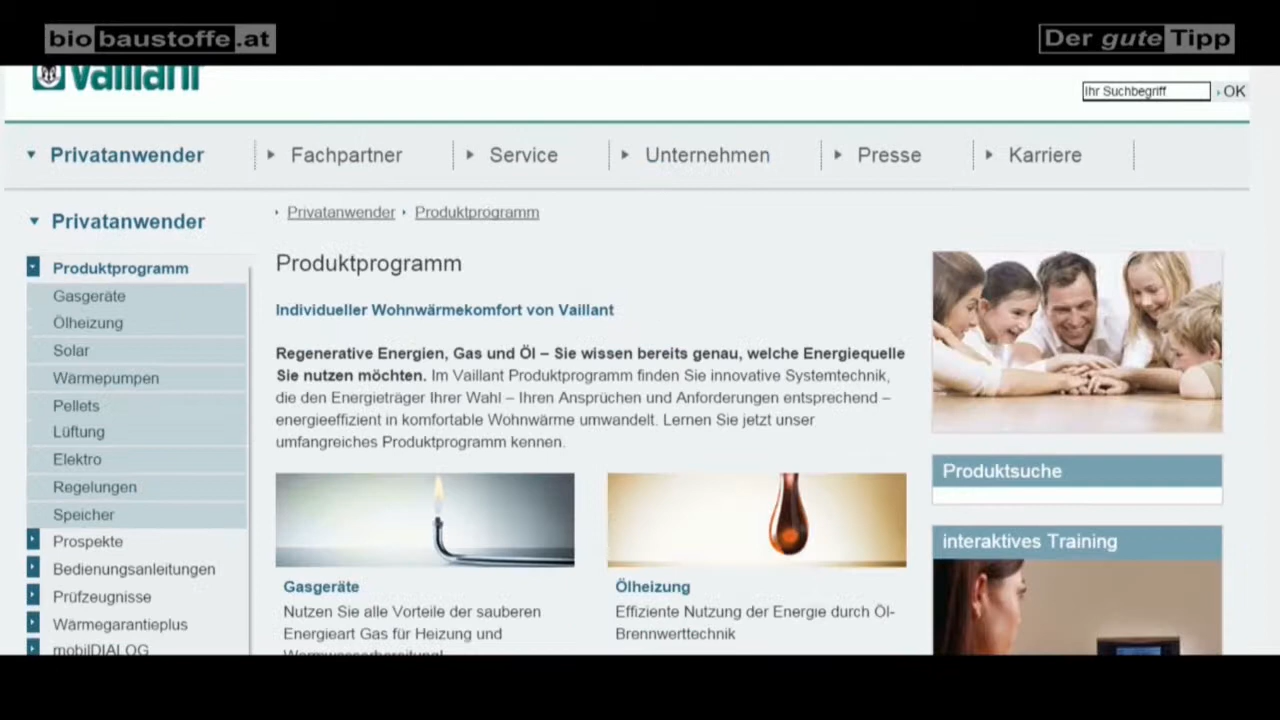 biobaustoffe.at
Der gute Tipp
Vaillant
Ihr Suchbegriff
OK
Privatanwender
Fachpartner
Service
Unternehmen
Presse
Karriere
Privatanwender
Produktprogramm
Gasgeräte
Ölheizung
Solar
Wärmepumpen
Pellets
Lüftung
Elektro
Regelungen
Speicher
Prospekte
Bedienungsanleitungen
Prüfzeugnisse
Wärmegarantieplus
mobilDIALOG
Privatanwender Produktprogramm
Produktprogramm
Individueller Wohnwärmekomfort von Vaillant
Regenerative Energien, Gas und Öl – Sie wissen bereits genau, welche Energiequelle
Sie nutzen möchten. Im Vaillant Produktprogramm finden Sie innovative Systemtechnik,
die den Energieträger Ihrer Wahl – Ihren Ansprüchen und Anforderungen entsprechend –
energieeffizient in komfortable Wohnwärme umwandelt. Lernen Sie jetzt unser
umfangreiches Produktprogramm kennen.
Gasgeräte
Nutzen Sie alle Vorteile der sauberen
Energieart Gas für Heizung und
Warmwasserbereitung!
Ölheizung
Effiziente Nutzung der Energie durch Öl-
Brennwerttechnik
Produktsuche
interaktives Training